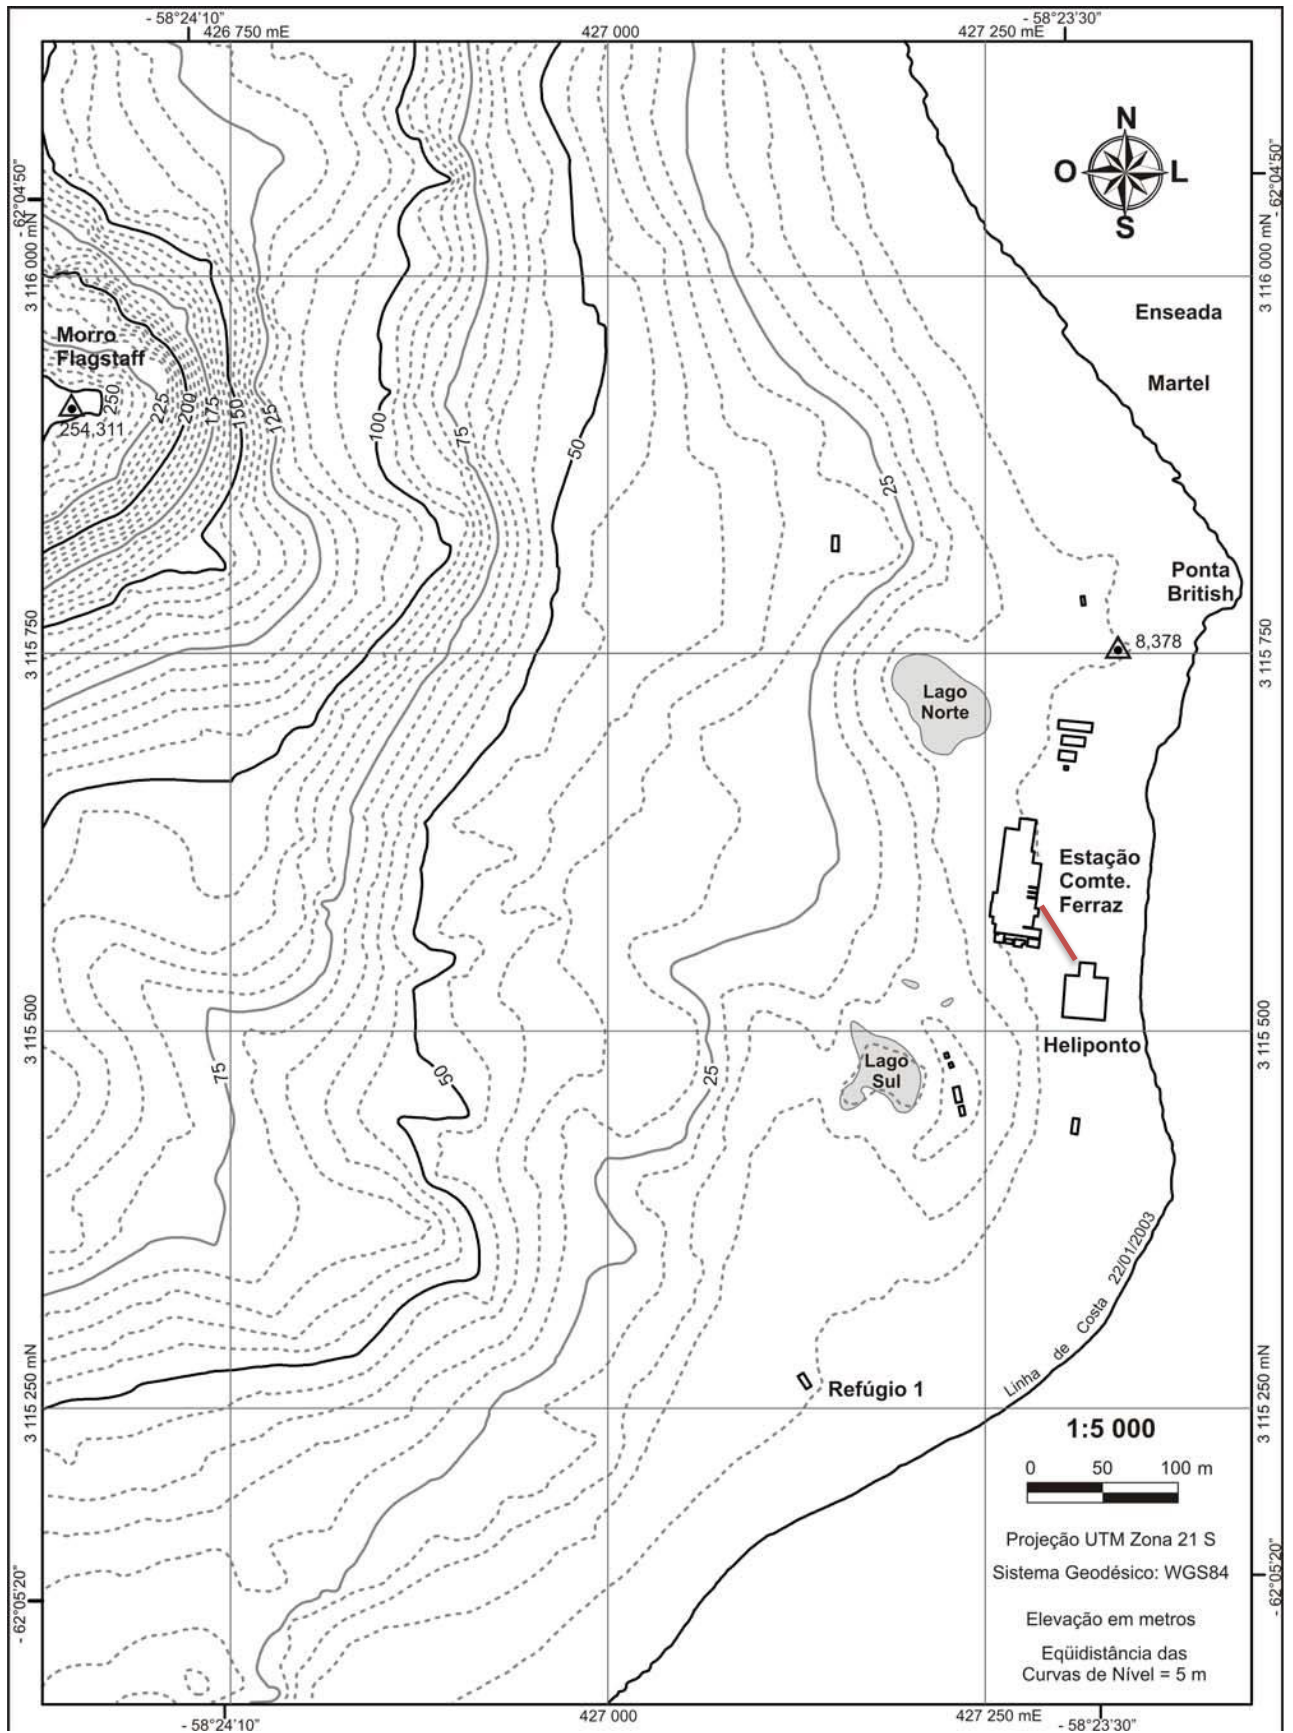 - 58°24'10"
- 58°23'30"
426 750 mE
427 000
427 250 mE
- 62°04'50"
- 62°04'50"
N
O
L
S
3 116 000 mN
3 116 000 mN
Enseada
Martel
Morro
Flagstaff
254,311
250
225
200
175
150
125
100
75
50
25
Ponta
British
8,378
3 115 750
3 115 750
Lago
Norte
Estação
Comte.
Ferraz
3 115 500
3 115 500
Heliponto
Lago
Sul
75
50
25
Linha de Costa 22/01/2003
3 115 250 mN
3 115 250 mN
Refúgio 1
1:5 000
0 50 100 m
Projeção UTM Zona 21 S
Sistema Geodésico: WGS84
Elevação em metros
Eqüidistância das
Curvas de Nível = 5 m
- 62°05'20"
- 62°05'20"
- 58°24'10"
427 000
427 250 mE
- 58°23'30"